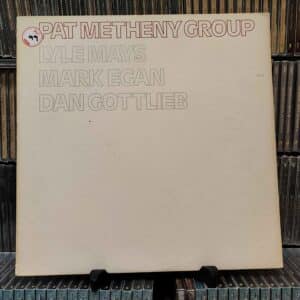 PAT METHENY GROUP
LYLE MAYS
MARK EGAN
DAN GOTTLIEB